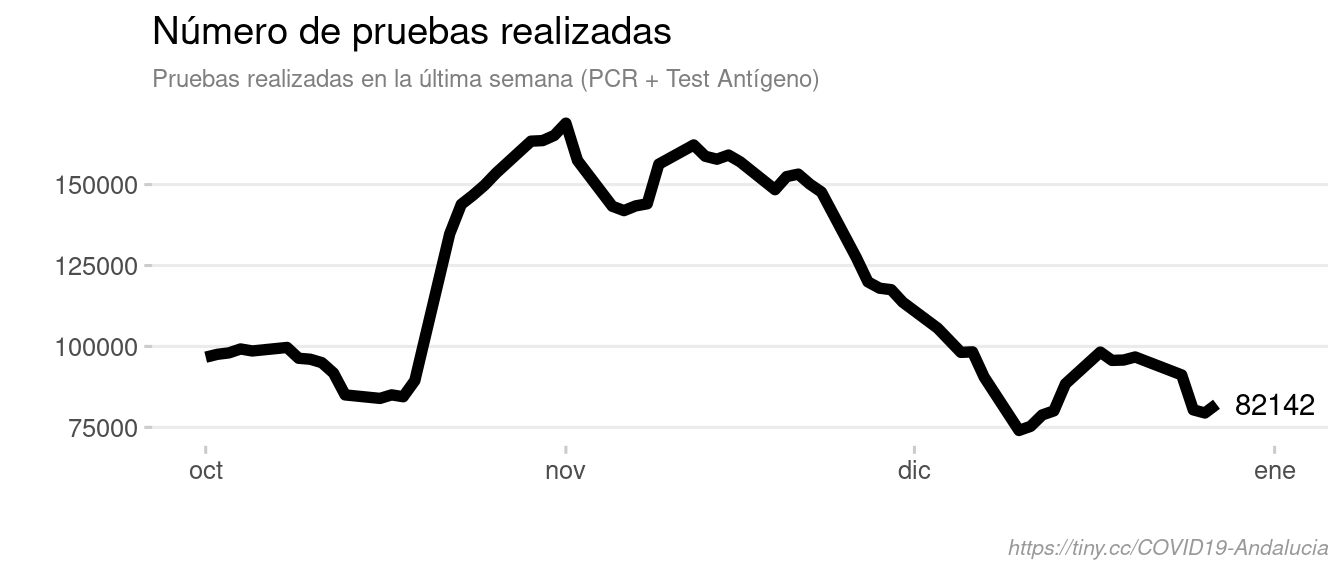 Número de pruebas realizadas
Pruebas realizadas en la última semana (PCR + Test Antígeno)
150000
125000
100000
75000
82142
oct nov dic ene
https://tiny.cc/COVID19-Andalucia